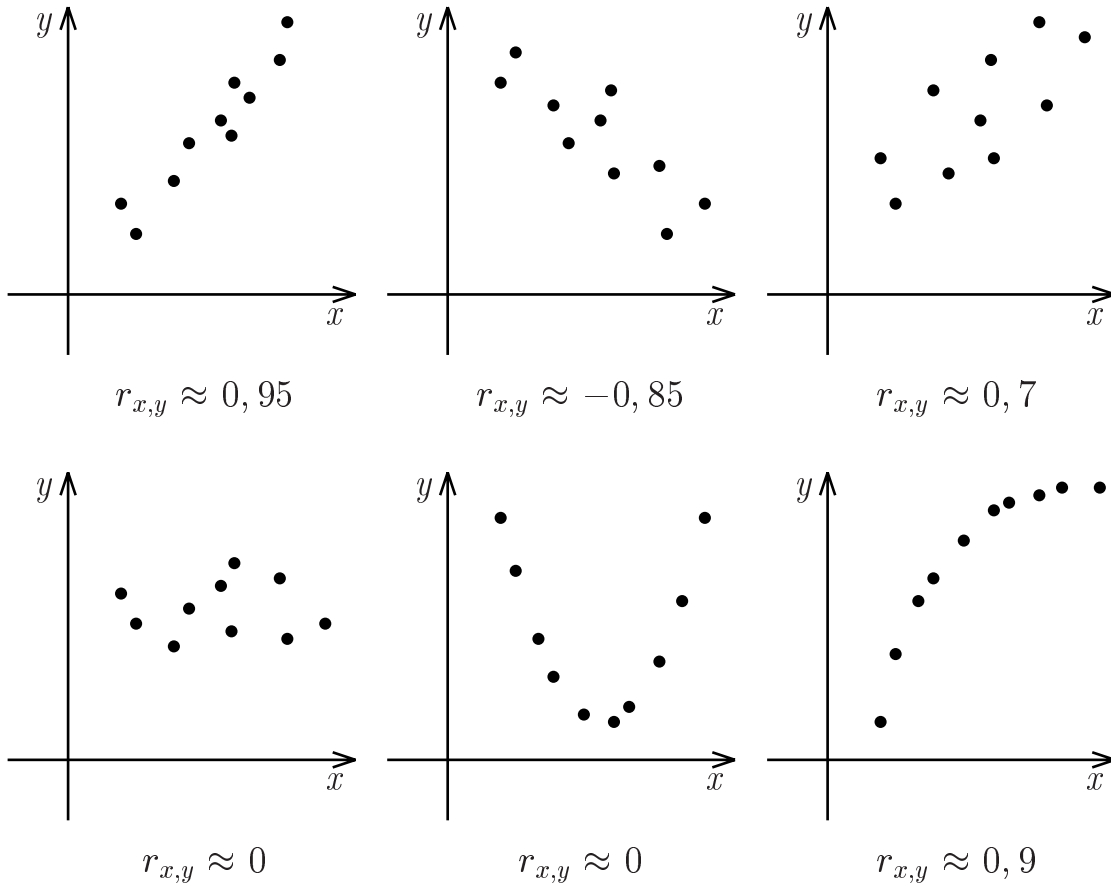 y y y
x x x
r_{x,y} ≈ 0,95 r_{x,y} ≈ −0,85 r_{x,y} ≈ 0,7
y y y
x x x
r_{x,y} ≈ 0 r_{x,y} ≈ 0 r_{x,y} ≈ 0,9